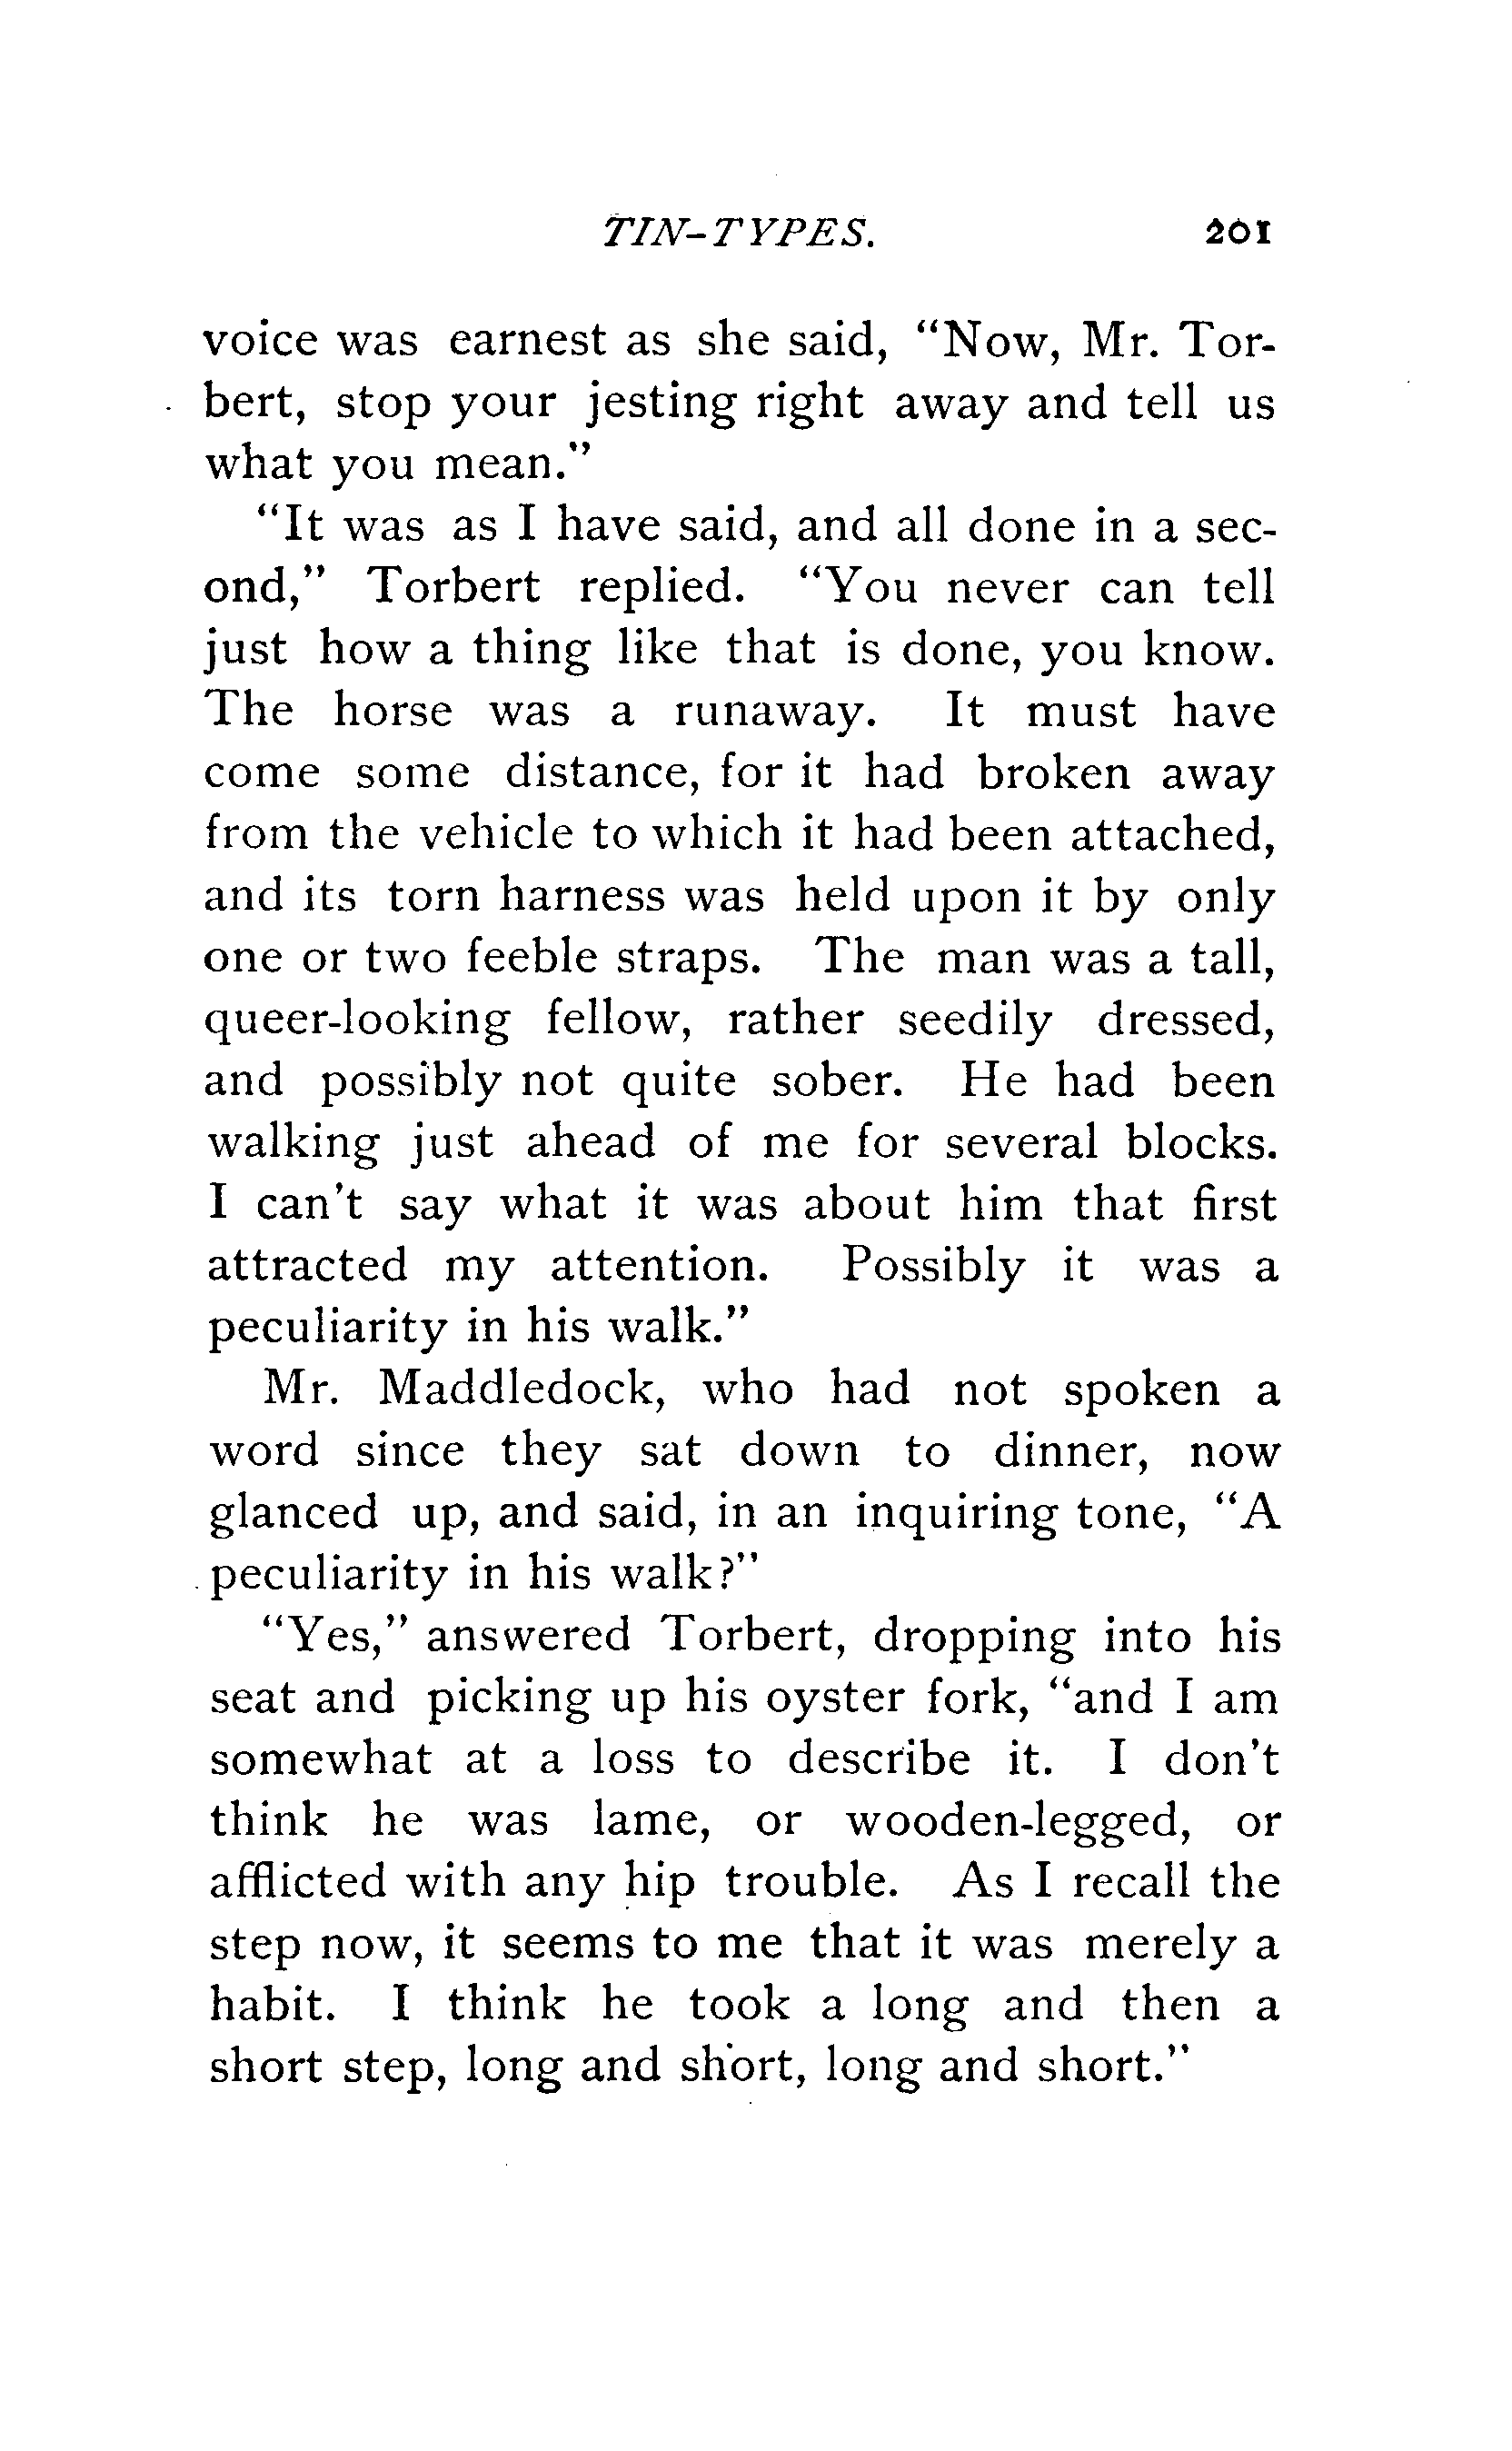 TIN-TYPES. 201
voice was earnest as she said, "Now, Mr. Tor-
bert, stop your jesting right away and tell us
what you mean."
"It was as I have said, and all done in a sec-
ond," Torbert replied. "You never can tell
just how a thing like that is done, you know.
The horse was a runaway. It must have
come some distance, for it had broken away
from the vehicle to which it had been attached,
and its torn harness was held upon it by only
one or two feeble straps. The man was a tall,
queer-looking fellow, rather seedily dressed,
and possibly not quite sober. He had been
walking just ahead of me for several blocks.
I can't say what it was about him that first
attracted my attention. Possibly it was a
peculiarity in his walk."
Mr. Maddledock, who had not spoken a
word since they sat down to dinner, now
glanced up, and said, in an inquiring tone, "A
peculiarity in his walk?"
"Yes," answered Torbert, dropping into his
seat and picking up his oyster fork, "and I am
somewhat at a loss to describe it. I don't
think he was lame, or wooden-legged, or
afflicted with any hip trouble. As I recall the
step now, it seems to me that it was merely a
habit. I think he took a long and then a
short step, long and short, long and short."